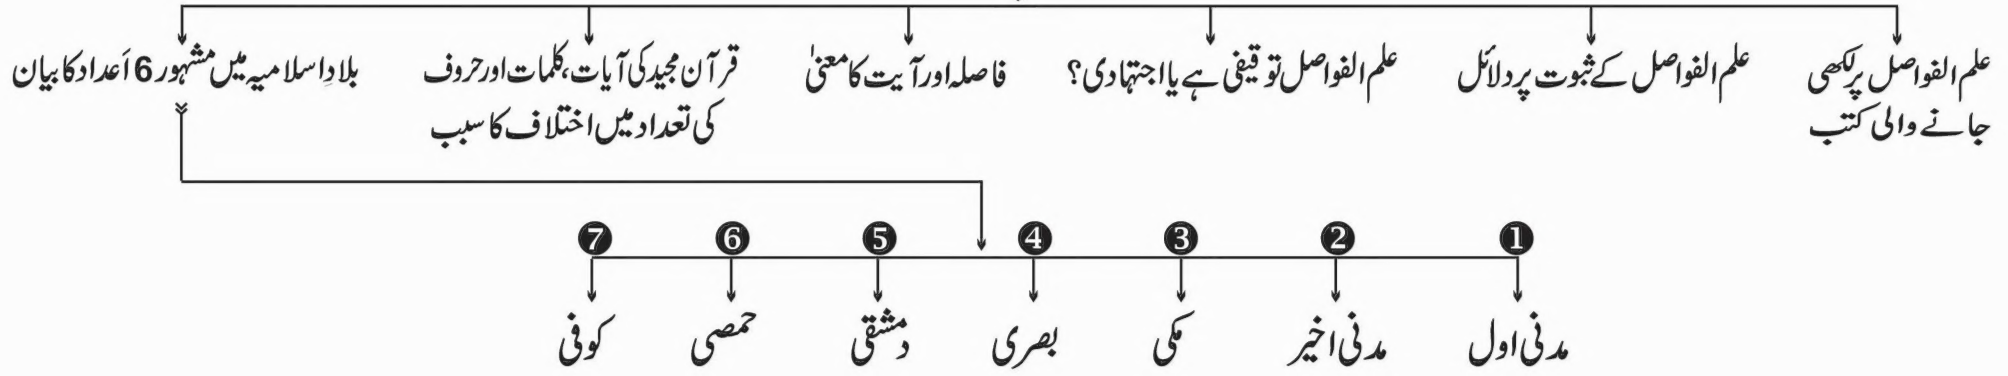 علم الفواصل پر لکھی
جانے والی کتب
علم الفواصل کے ثبوت پر دلائل
علم الفواصل توقیفی ہے یا اجتہادی؟
فاصلہ اور آیت کا معنیٰ
قرآن مجید کی آیات، کلمات اور حروف
کی تعداد میں اختلاف کا سبب
بلادِ اسلامیہ میں مشہور 6 اَعداد کا بیان
1 2 3 4 5 6 7
مدنی اول مدنی اخیر مکی بصری دمشقی حمصی کوفی